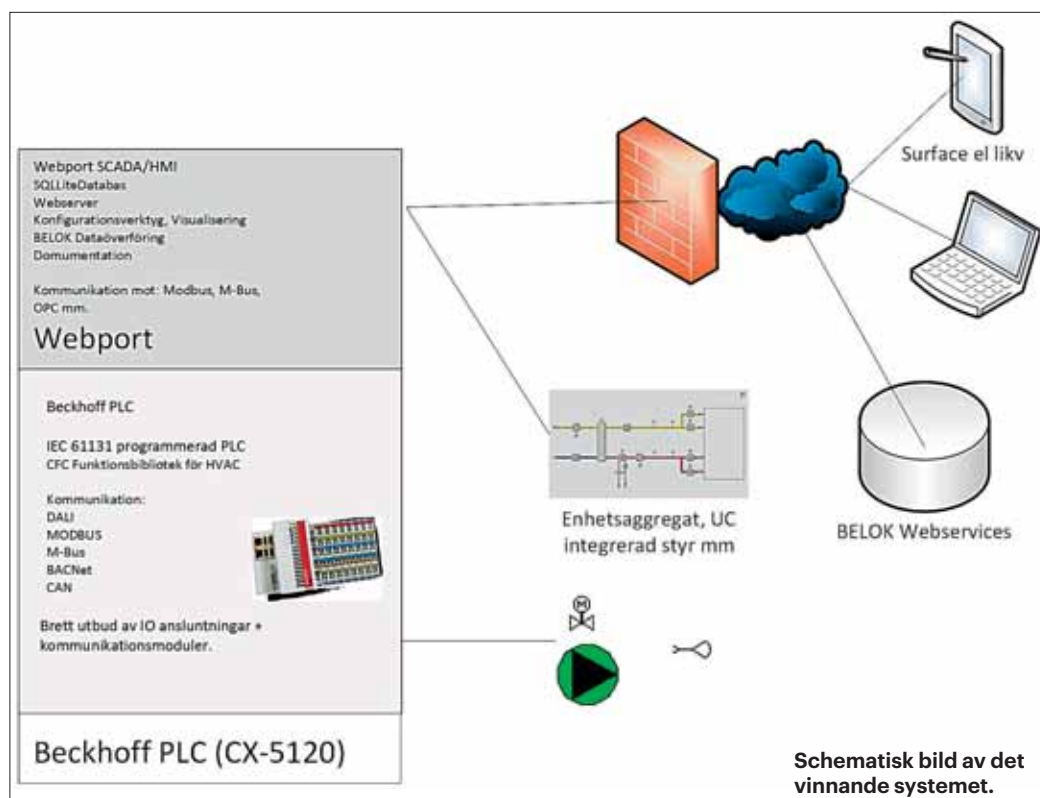 Webport SCADA/HMI
SQLLiteDatabas
Webserver
Konfigurationsverktyg, Visualisering
BELOK Dataöverföring
Domumentation
Kommunikation mot: Modbus, M-Bus,
OPC mm.
Webport
Beckhoff PLC
IEC 61131 programmerad PLC
CFC Funktionsbibliotek för HVAC
Kommunikation:
DALI
MODBUS
M-Bus
BACNet
CAN
Brett utbud av IO anslutningar +
kommunikationsmoduler.
Beckhoff PLC (CX-5120)
Surface el likv
Enhetsaggregat, UC
integrerad styr mm
BELOK Webservices
M
Schematisk bild av det
vinnande systemet.